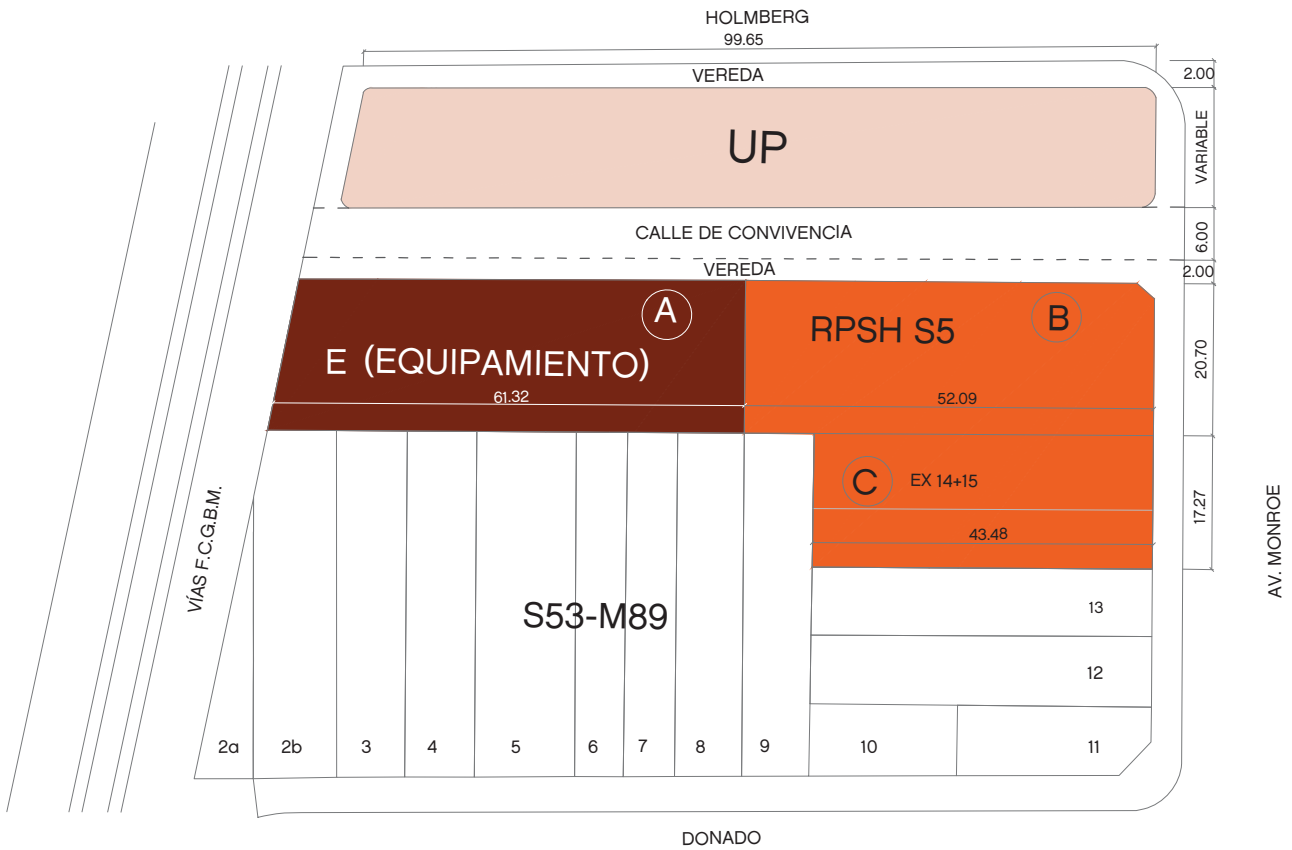 HOLMBERG
99.65
VEREDA
2.00
UP
VARIABLE
CALLE DE CONVIVENCIA
6.00
VEREDA
2.00
A
B
RPSH S5
E (EQUIPAMIENTO)
20.70
61.32
52.09
C
EX 14+15
17.27
43.48
AV. MONROE
VÍAS F.C.G.B.M.
S53-M89
13
12
2a
2b
3
4
5
6
7
8
9
10
11
DONADO